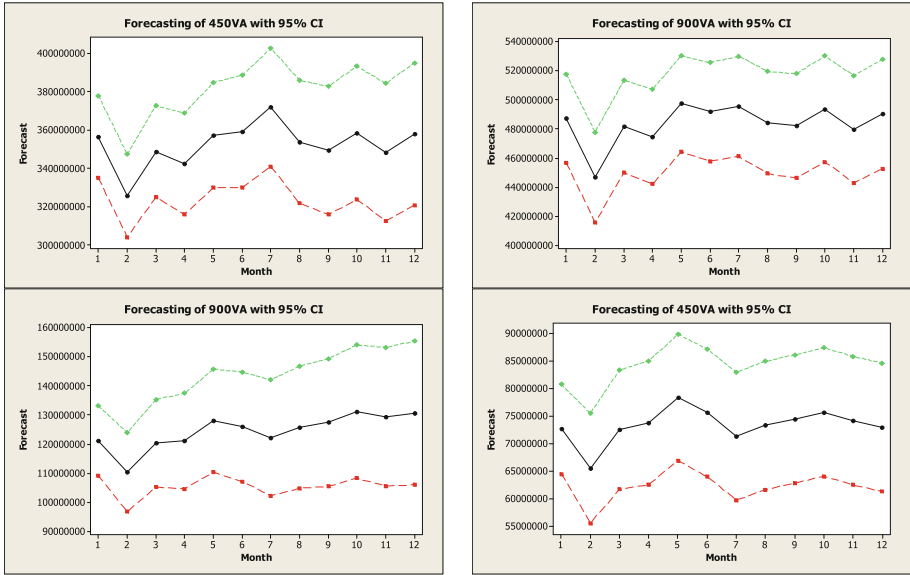 Forecasting of 450VA with 95% CI
Forecast
400000000
380000000
360000000
340000000
320000000
300000000
1 2 3 4 5 6 7 8 9 10 11 12
Month
Forecasting of 900VA with 95% CI
Forecast
540000000
520000000
500000000
480000000
460000000
440000000
420000000
400000000
1 2 3 4 5 6 7 8 9 10 11 12
Month
Forecasting of 900VA with 95% CI
Forecast
160000000
150000000
140000000
130000000
120000000
110000000
100000000
90000000
1 2 3 4 5 6 7 8 9 10 11 12
Month
Forecasting of 450VA with 95% CI
Forecast
90000000
85000000
80000000
75000000
70000000
65000000
60000000
55000000
1 2 3 4 5 6 7 8 9 10 11 12
Month